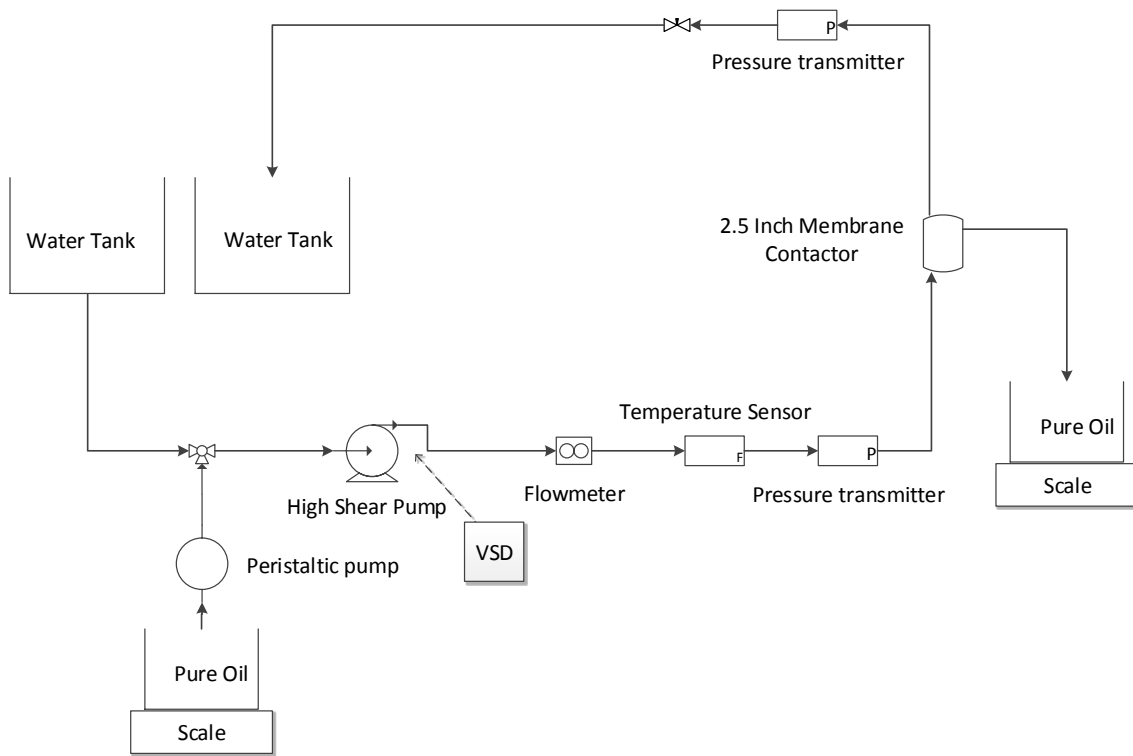 P
Pressure transmitter
Water Tank
Water Tank
2.5 Inch Membrane
Contactor
Temperature Sensor
Pure Oil
F
P
Scale
Flowmeter
Pressure transmitter
High Shear Pump
VSD
Peristaltic pump
Pure Oil
Scale